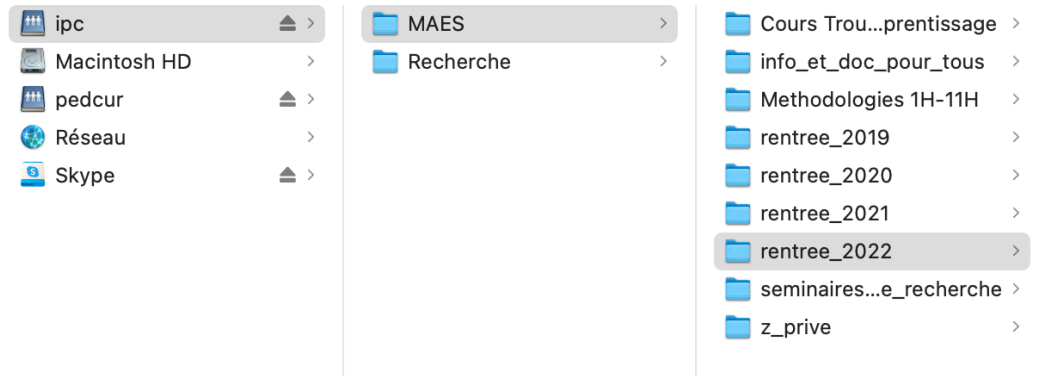 ipc
Macintosh HD
pedcur
Réseau
Skype
MAES
Recherche
Cours Trou...prentissage
info_et_doc_pour_tous
Methodologies 1H-11H
rentree_2019
rentree_2020
rentree_2021
rentree_2022
seminaires...e_recherche
z_prive